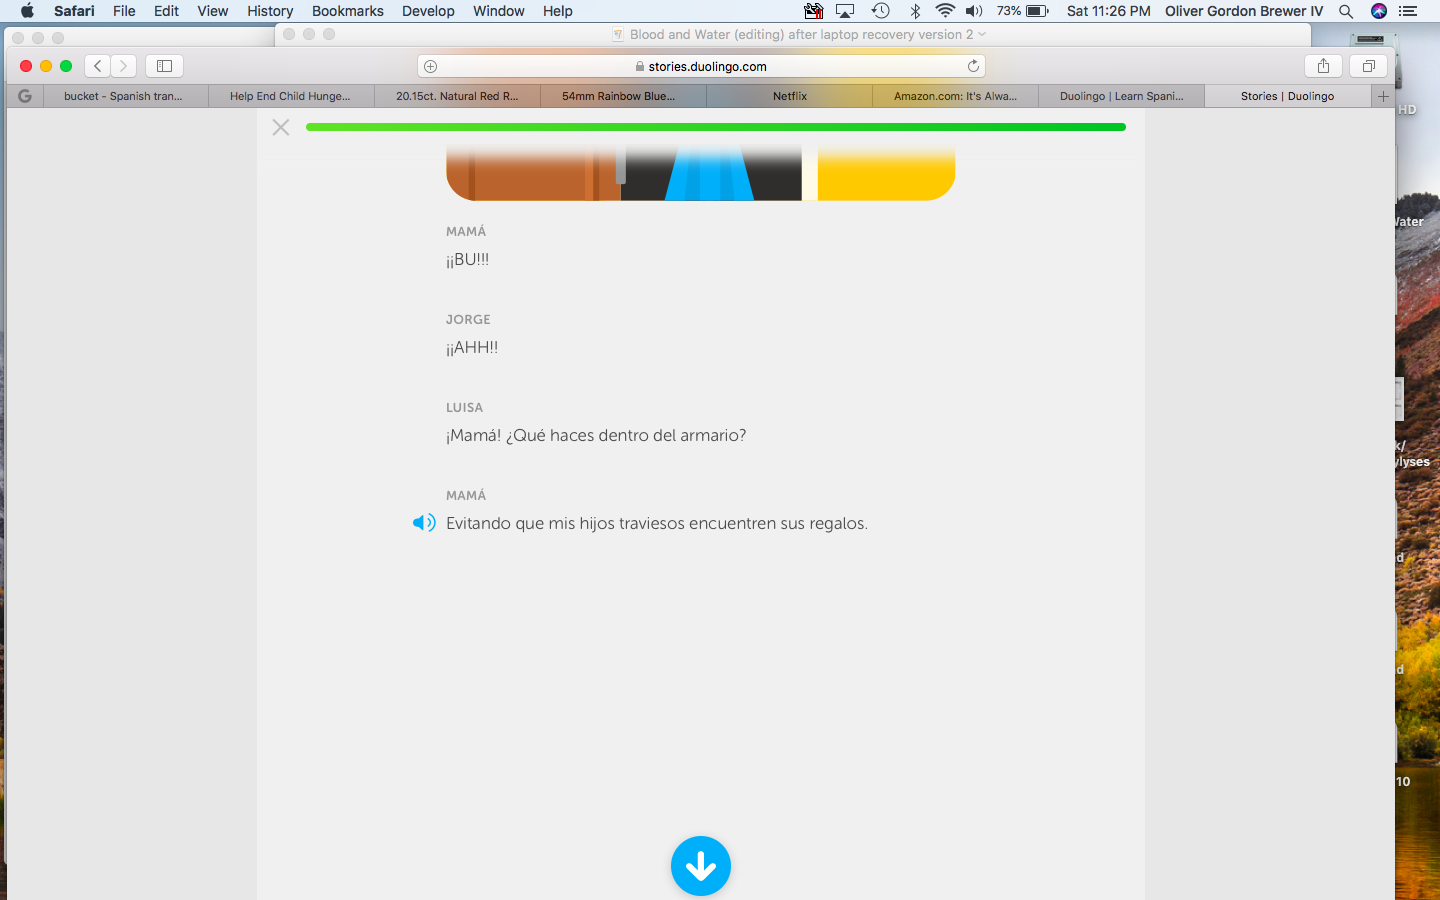 Safari File Edit View History Bookmarks Develop Window Help 73% Sat 11:26 PM Oliver Gordon Brewer IV
Blood and Water (editing) after laptop recovery version 2
stories.duolingo.com
G bucket - Spanish tran... Help End Child Hunge... 20.15ct. Natural Red R... 54mm Rainbow Blue... Netflix Amazon.com: It's Alwa... Duolingo | Learn Spani... Stories | Duolingo
HD
MAMÁ
¡¡BU!!!
JORGE
¡¡AHH!!
LUISA
¡Mamá! ¿Qué haces dentro del armario?
MAMÁ
Evitando que mis hijos traviesos encuentren sus regalos.
10